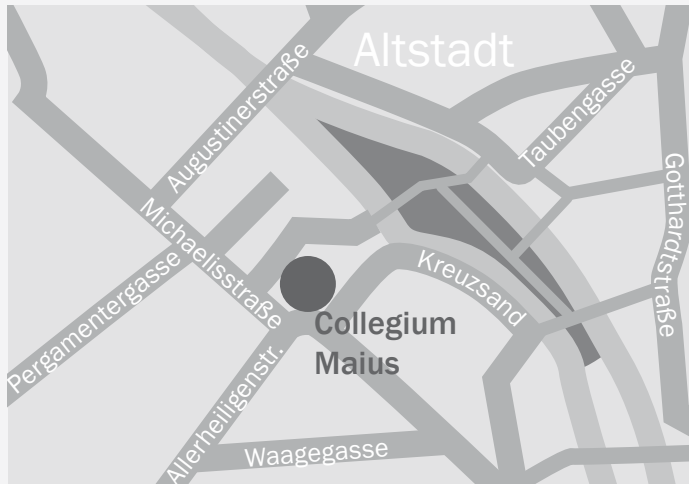 Altstadt
Augustinerstraße
Taubengasse
Gotthardtstraße
Michaelisstraße
Pergamentergasse
Kreuzsand
Collegium
Maius
Allerheiligenstr.
Waagegasse